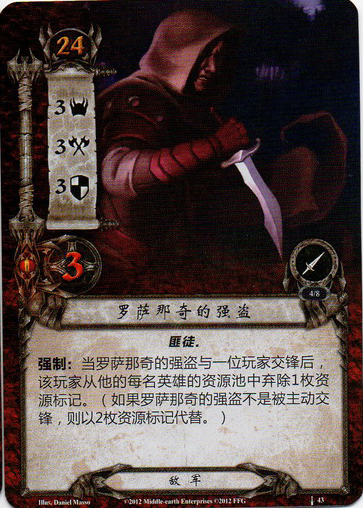 24
3
3
3
3
4/8
罗萨那奇的强盗
匪徒.
强制：当罗萨那奇的强盗与一位玩家交锋后，
该玩家从他的每名英雄的资源池中弃除1枚资
源标记。（如果罗萨那奇的强盗不是被主动交
锋，则以2枚资源标记代替。）
敌军
Illus. Daniel Masso ©2012 Middle-earth Enterprises ©2012 FFG 43